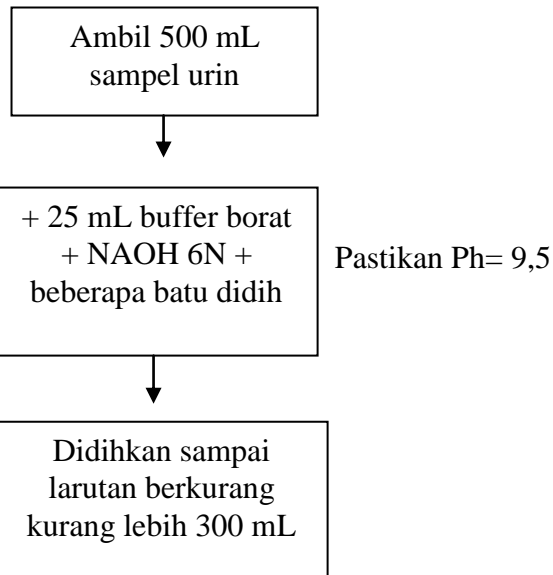 Ambil 500 mL
sampel urin
+ 25 mL buffer borat
+ NAOH 6N +
beberapa batu didih
Pastikan Ph= 9,5
Didihkan sampai
larutan berkurang
kurang lebih 300 mL